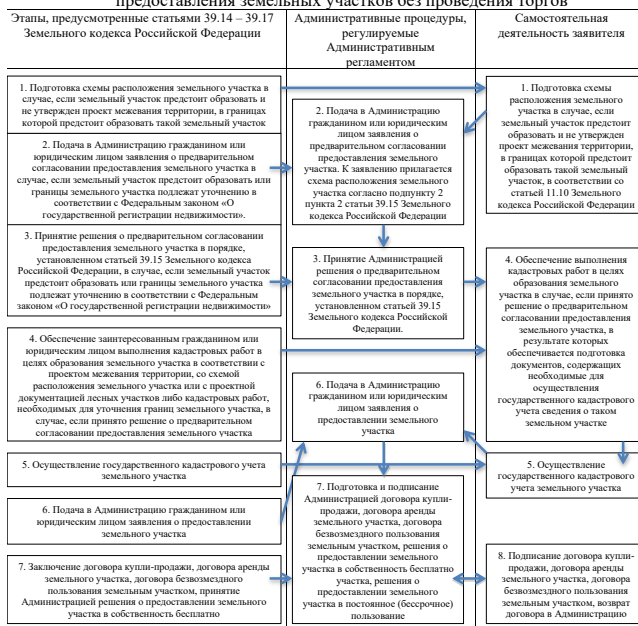 предоставления земельных участков без проведения торгов
Этапы, предусмотренные статьями 39.14 – 39.17
Земельного кодекса Российской Федерации
Административные процедуры,
регулируемые
Административным
регламентом
Самостоятельная
деятельность заявителя
1. Подготовка схемы расположения земельного участка в
случае, если земельный участок предстоит образовать и
не утвержден проект межевания территории, в границах
которой предстоит образовать такой земельный участок
2. Подача в Администрацию гражданином или
юридическим лицом заявления о предварительном
согласовании предоставления земельного участка в
случае, если земельный участок предстоит образовать или
границы земельного участка подлежат уточнению в
соответствии с Федеральным законом «О
государственной регистрации недвижимости».
3. Принятие решения о предварительном согласовании
предоставления земельного участка в порядке,
установленном статьей 39.15 Земельного кодекса
Российской Федерации, в случае, если земельный участок
предстоит образовать или границы земельного участка
подлежат уточнению в соответствии с Федеральным
законом «О государственной регистрации недвижимости»
4. Обеспечение заинтересованным гражданином или
юридическим лицом выполнения кадастровых работ в
целях образования земельного участка в соответствии с
проектом межевания территории, со схемой
расположения земельного участка или с проектной
документацией лесных участков либо кадастровых работ,
необходимых для уточнения границ земельного участка, в
случае, если принято решение о предварительном
согласовании предоставления земельного участка
5. Осуществление государственного кадастрового учета
земельного участка
6. Подача в Администрацию гражданином или
юридическим лицом заявления о предоставлении
земельного участка
7. Заключение договора купли-продажи, договора аренды
земельного участка, договора безвозмездного
пользования земельным участком, принятие
Администрацией решения о предоставлении земельного
участка в собственность бесплатно
2. Подача в Администрацию
гражданином или юридическим
лицом заявления о
предварительном согласовании
предоставления земельного
участка. К заявлению прилагается
схема расположения земельного
участка согласно подпункту 2
пункта 2 статьи 39.15 Земельного
кодекса Российской Федерации
3. Принятие Администрацией
решения о предварительном
согласовании предоставления
земельного участка в порядке,
установленном статьей 39.15
Земельного кодекса Российской
Федерации.
6. Подача в Администрацию
гражданином или юридическим
лицом заявления о
предоставлении земельного
участка
7. Подготовка и подписание
Администрацией договора купли-
продажи, договора аренды
земельного участка, договора
безвозмездного пользования
земельным участком, решения о
предоставлении земельного
участка в собственность бесплатно
участка, решения о
предоставлении земельного
участка в постоянное (бессрочное)
пользование
1. Подготовка схемы
расположения земельного
участка в случае, если
земельный участок предстоит
образовать и не утвержден
проект межевания территории,
в границах которой предстоит
образовать такой земельный
участок, в соответствии со
статьей 11.10 Земельного
кодекса Российской Федерации
4. Обеспечение выполнения
кадастровых работ в целях
образования земельного
участка в случае, если принято
решение о предварительном
согласовании предоставления
земельного участка, в
результате которых
обеспечивается подготовка
документов, содержащих
необходимые для
осуществления
государственного кадастрового
учета сведения о таком
земельном участке
5. Осуществление
государственного кадастрового
учета земельного участка
8. Подписание договора купли-
продажи, договора аренды
земельного участка, договора
безвозмездного пользования
земельным участком, возврат
договора в Администрацию